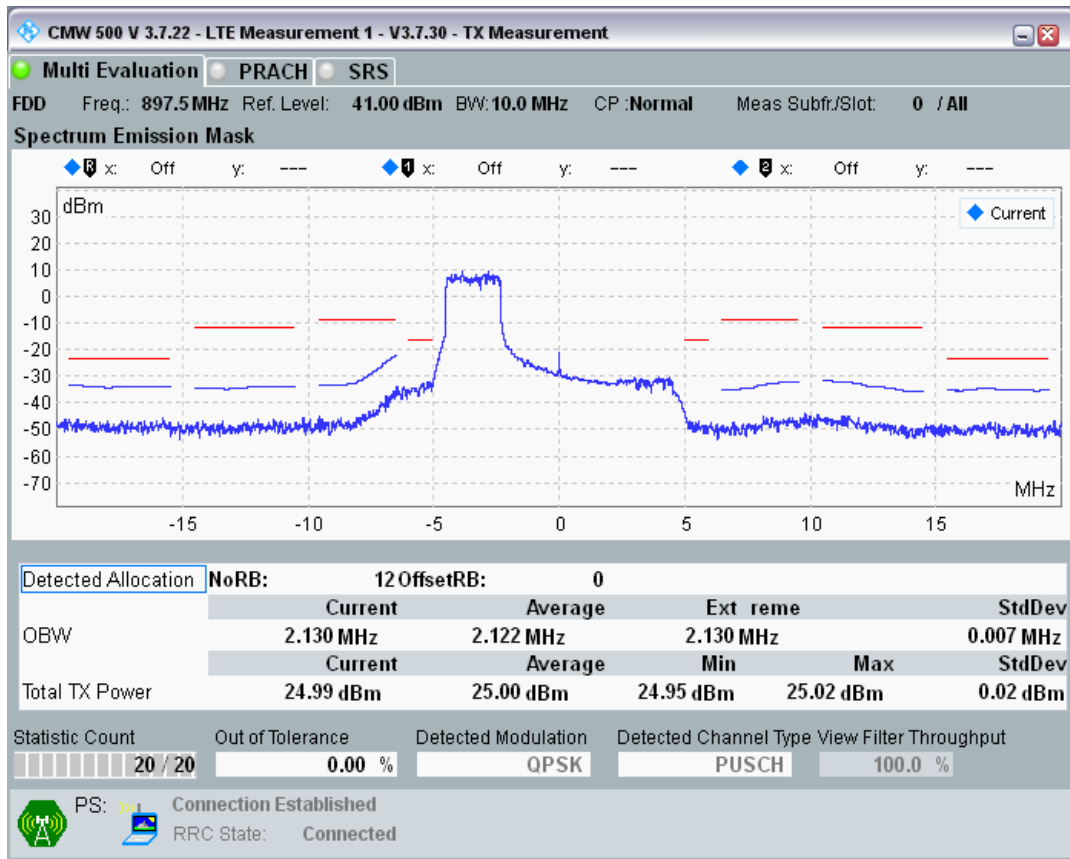 CMW 500 V 3.7.22 - LTE Measurement 1 - V3.7.30 - TX Measurement
Multi Evaluation PRACH SRS
FDD Freq.: 897.5 MHz Ref. Level: 41.00 dBm BW: 10.0 MHz CP :Normal Meas Subfr./Slot: 0 / All
Spectrum Emission Mask
R x: Off y: --- 1 x: Off y: --- 2 x: Off y: ---
dBm
Current
30
20
10
0
-10
-20
-30
-40
-50
-60
-70
MHz
-15 -10 -5 0 5 10 15
Detected Allocation NoRB: 12 OffsetRB: 0
Current Average Ext reme StdDev
OBW 2.130 MHz 2.122 MHz 2.130 MHz 0.007 MHz
Current Average Min Max StdDev
Total TX Power 24.99 dBm 25.00 dBm 24.95 dBm 25.02 dBm 0.02 dBm
Statistic Count Out of Tolerance Detected Modulation Detected Channel Type View Filter Throughput
20 / 20 0.00 % QPSK PUSCH 100.0 %
PS: Connection Established
RRC State: Connected